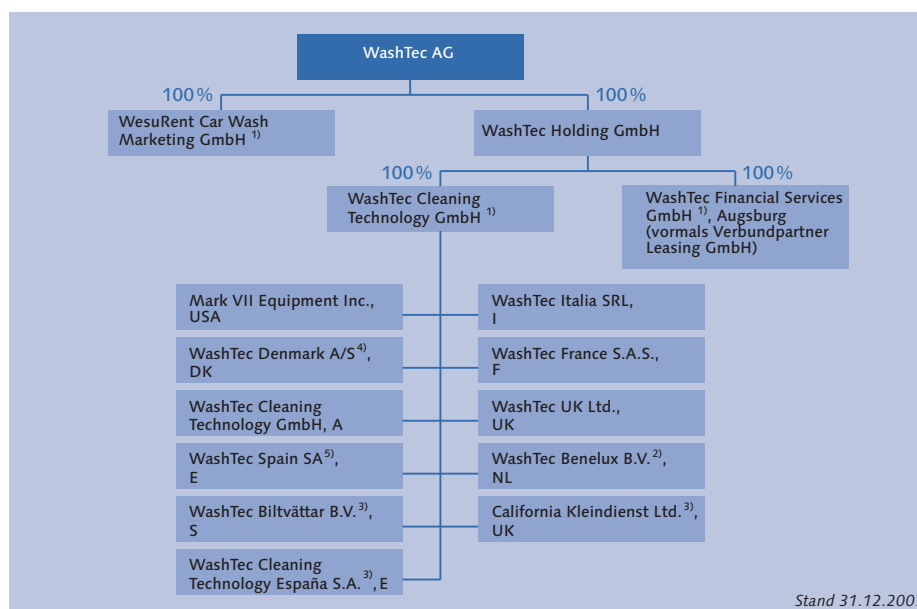 WashTec AG
100 %
100 %
WesuRent Car Wash
Marketing GmbH 1)
WashTec Holding GmbH
100 %
100 %
WashTec Cleaning
Technology GmbH 1)
WashTec Financial Services
GmbH 1), Augsburg
(vormals Verbundpartner
Leasing GmbH)
Mark VII Equipment Inc.,
USA
WashTec Italia SRL,
I
WashTec Denmark A/S 4),
DK
WashTec France S.A.S.,
F
WashTec Cleaning
Technology GmbH, A
WashTec UK Ltd.,
UK
WashTec Spain SA 5),
E
WashTec Benelux B.V. 2),
NL
WashTec Biltvättar B.V. 3),
S
California Kleindienst Ltd. 3),
UK
WashTec Cleaning
Technology España S.A. 3), E
Stand